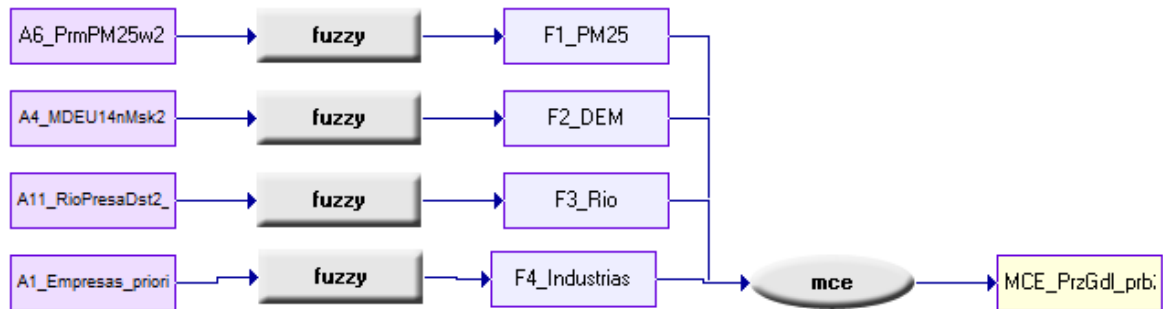 A6_PrmPM25w2 fuzzy F1_PM25
A4_MDEU14nMsk2 fuzzy F2_DEM
A11_RioPresaDst2_ fuzzy F3_Rio
A1_Empresas_priori fuzzy F4_Industrias mce MCE_PrzGdl_prb